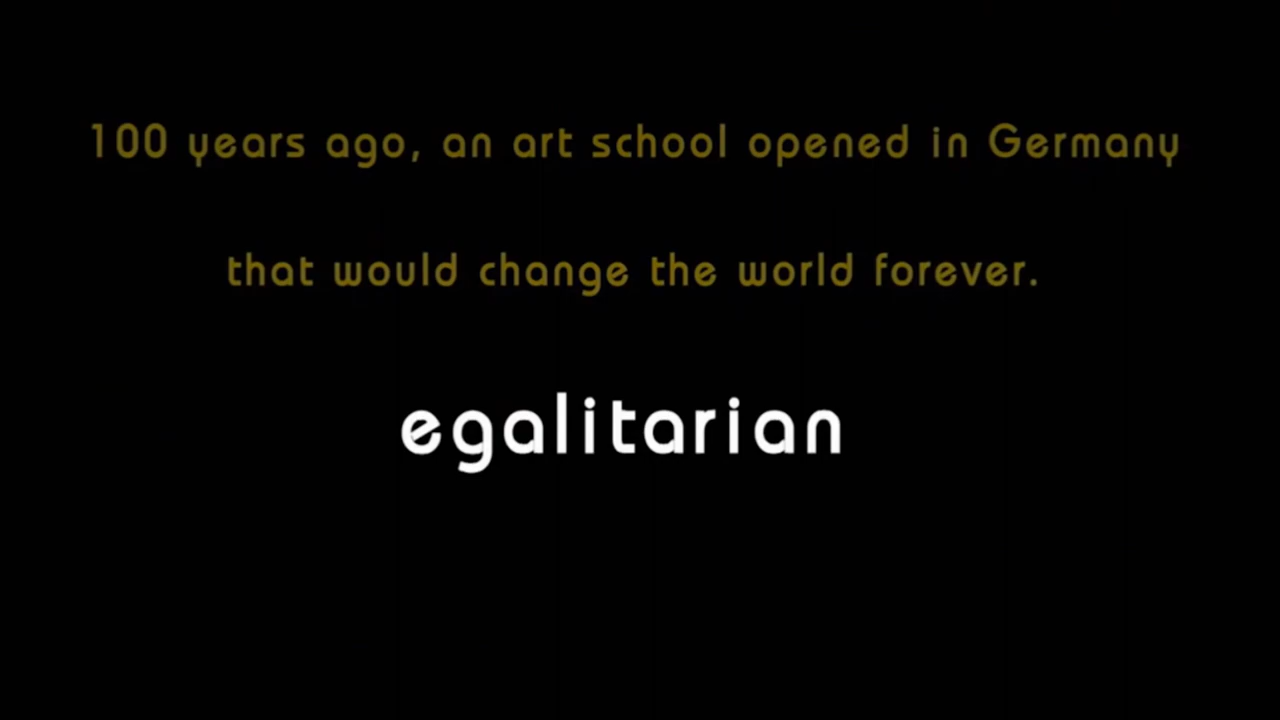 100 years ago, an art school opened in Germany
that would change the world forever.
egalitarian